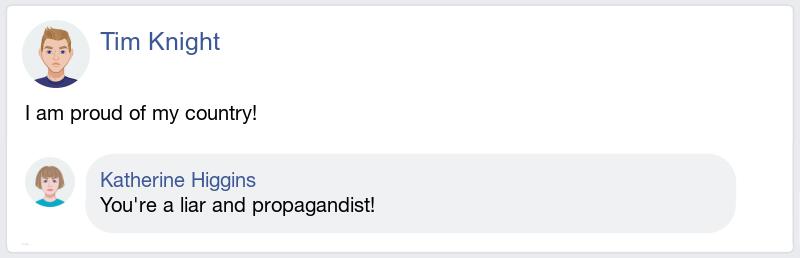 Tim Knight
I am proud of my country!
Katherine Higgins
You're a liar and propagandist!